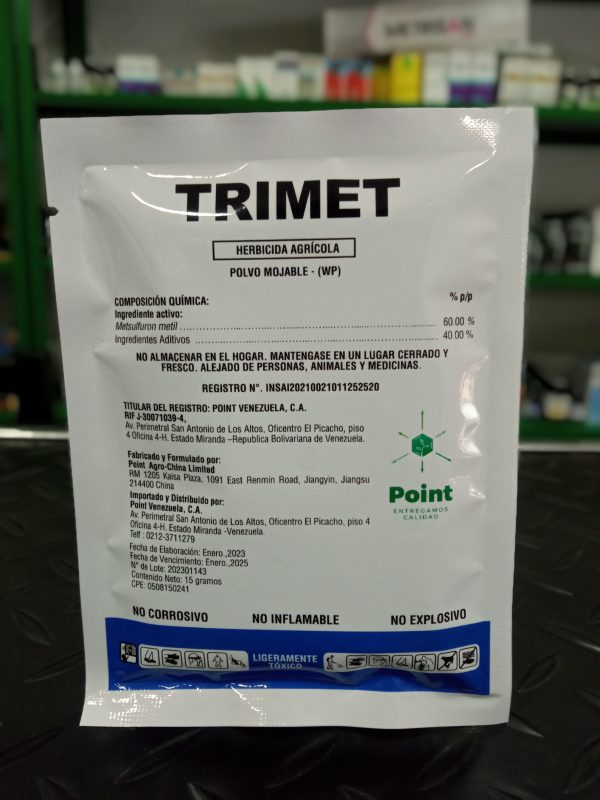 METRISAN
TRIMET
HERBICIDA AGRÍCOLA
POLVO MOJABLE - (WP)
COMPOSICIÓN QUÍMICA: % p/p
Ingrediente activo:
Metsulfuron metil ........................................................ 60.00 %
Ingredientes Aditivos ........................................................ 40.00 %
NO ALMACENAR EN EL HOGAR. MANTENGASE EN UN LUGAR CERRADO Y
FRESCO. ALEJADO DE PERSONAS, ANIMALES Y MEDICINAS.
REGISTRO N°. INSAI20210021011252520
TITULAR DEL REGISTRO: POINT VENEZUELA, C.A.
RIF J-30071039-4,
Av. Perimetral San Antonio de Los Altos, Oficentro El Picacho, piso
4 Oficina 4-H. Estado Miranda –Republica Bolivariana de Venezuela.
Fabricado y Formulado por:
Point Agro-China Limited
RM 1205 Kaisa Plaza, 1091 East Renmin Road, Jiangyin, Jiangsu
214400 China
Importado y Distribuido por:
Point Venezuela, C.A.
Av. Perimetral San Antonio de Los Altos, Oficentro El Picacho, piso 4
Oficina 4-H. Estado Miranda -Venezuela.
Telf : 0212-3711279
Fecha de Elaboración: Enero.,2023
Fecha de Vencimiento: Enero.,2025
N° de Lote: 202301143
Contenido Neto: 15 gramos
CPE: 0508150241
Point
ENTREGAMOS
CALIDAD
NO CORROSIVO NO INFLAMABLE NO EXPLOSIVO
LIGERAMENTE
TÓXICO